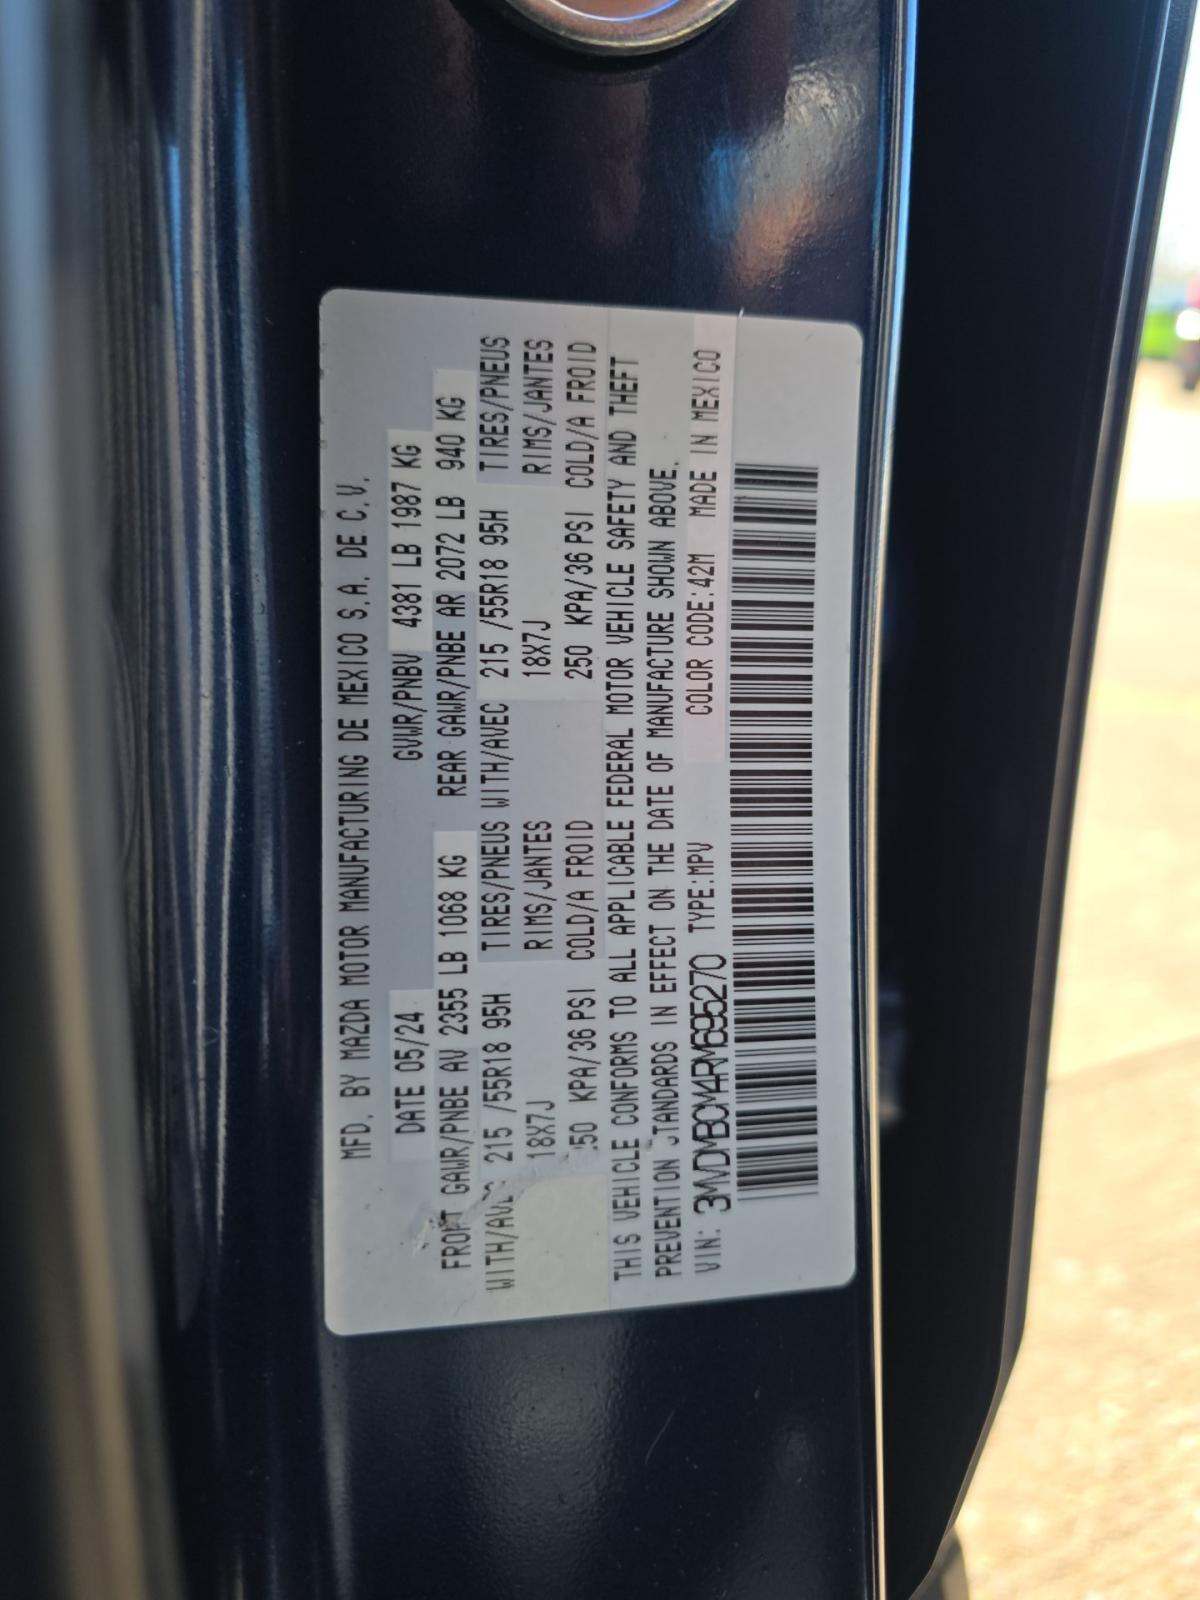 MFD. BY MAZDA MOTOR MANUFACTURING DE MEXICO S.A. DE C.V.
DATE 05/24 GVWR/PNBV 4381 LB 1987 KG
FRONT GAWR/PNBE AV 2355 LB 1068 KG REAR GAWR/PNBE AR 2072 LB 940 KG
WITH/AVEC 215 /55R18 95H TIRES/PNEUS WITH/AVEC 215 /55R18 95H TIRES/PNEUS
18X7J RIMS/JANTES 18X7J RIMS/JANTES
250 KPA/36 PSI COLD/A FROID 250 KPA/36 PSI COLD/A FROID
THIS VEHICLE CONFORMS TO ALL APPLICABLE FEDERAL MOTOR VEHICLE SAFETY AND THEFT
PREVENTION STANDARDS IN EFFECT ON THE DATE OF MANUFACTURE SHOWN ABOVE.
VIN: 3MVDMBCM4RM695270 TYPE:MPV COLOR CODE:42M MADE IN MEXICO